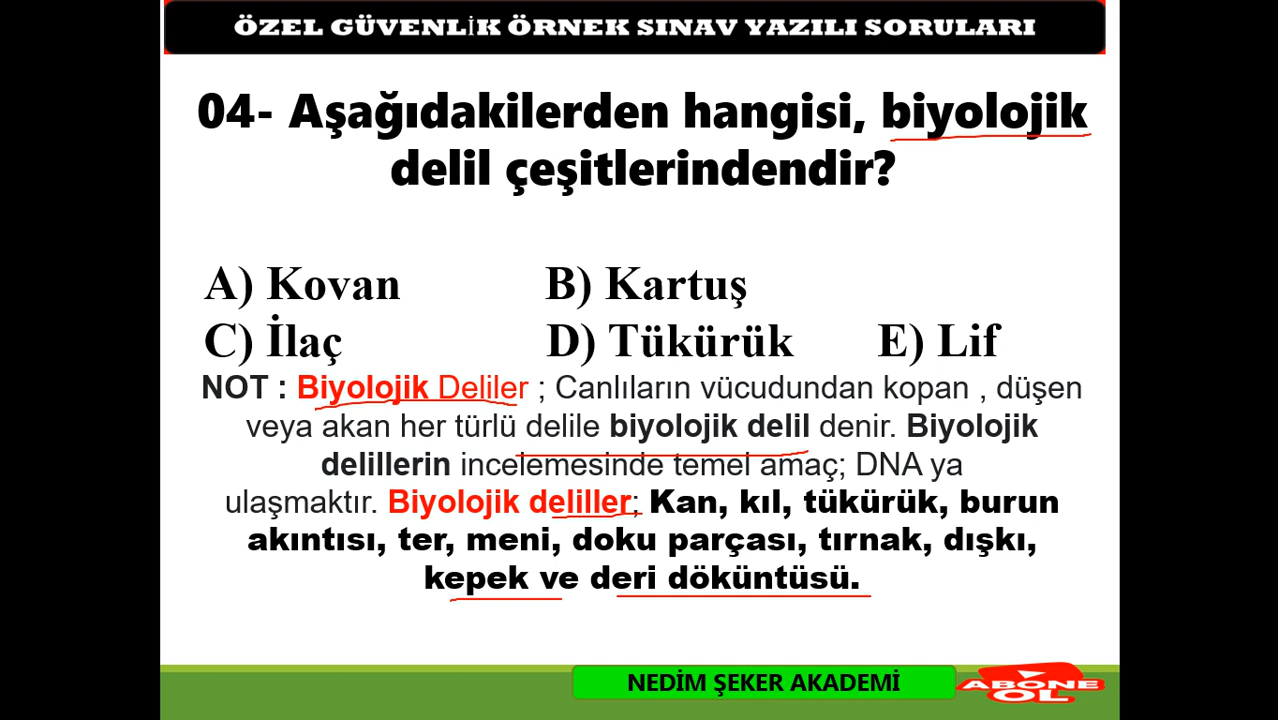 ÖZEL GÜVENLİK ÖRNEK SINAV YAZILI SORULARI
04- Aşağıdakilerden hangisi, biyolojik
delil çeşitlerindendir?
A) Kovan B) Kartuş
C) İlaç D) Tükürük E) Lif
NOT : Biyolojik Deliler ; Canlıların vücudundan kopan , düşen
veya akan her türlü delile biyolojik delil denir. Biyolojik
delillerin incelemesinde temel amaç; DNA ya
ulaşmaktır. Biyolojik deliller; Kan, kıl, tükürük, burun
akıntısı, ter, meni, doku parçası, tırnak, dışkı,
kepek ve deri döküntüsü.
NEDİM ŞEKER AKADEMİ
ABONE
OL